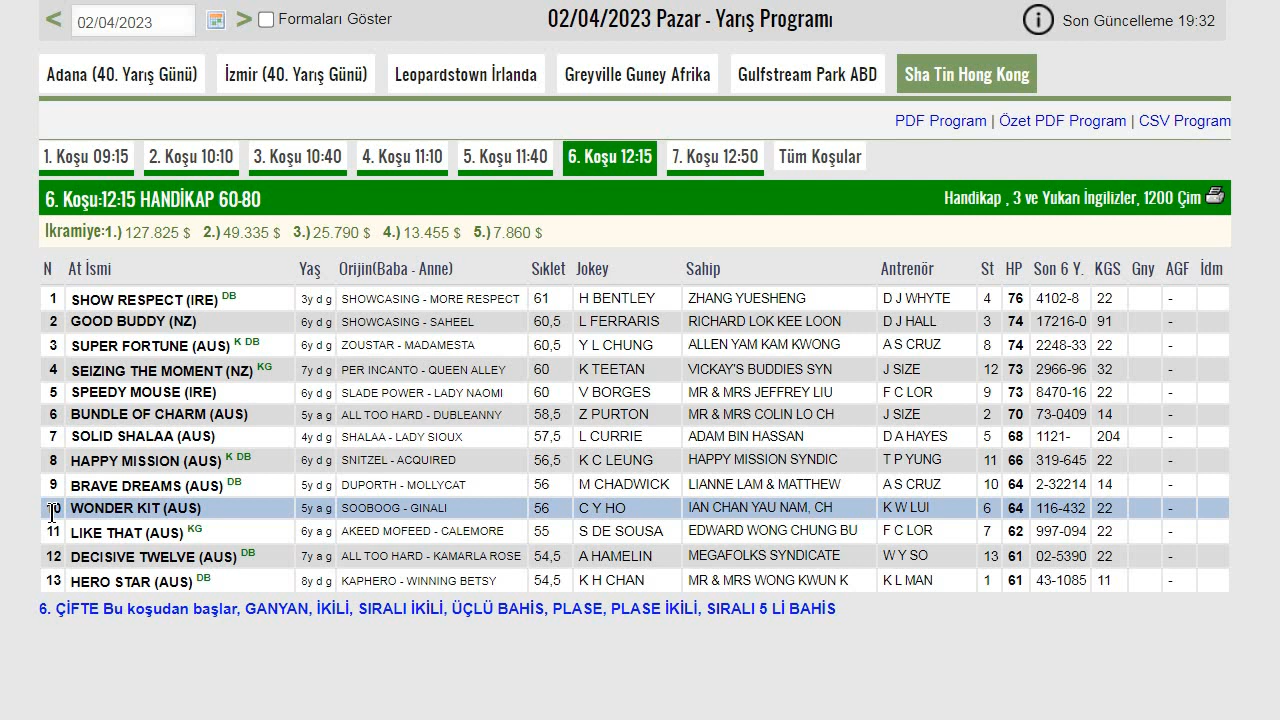 < 02/04/2023 > Formaları Göster 02/04/2023 Pazar - Yarış Programı Son Güncelleme 19:32
Adana (40. Yarış Günü) İzmir (40. Yarış Günü) Leopardstown İrlanda Greyville Guney Afrika Gulfstream Park ABD Sha Tin Hong Kong
PDF Program | Özet PDF Program | CSV Program
1. Koşu 09:15 2. Koşu 10:10 3. Koşu 10:40 4. Koşu 11:10 5. Koşu 11:40 6. Koşu 12:15 7. Koşu 12:50 Tüm Koşular
6. Koşu:12:15 HANDİKAP 60-80 Handikap , 3 ve Yukarı İngilizler, 1200 Çim
Ikramiye:1.) 127.825 $ 2.) 49.335 $ 3.) 25.790 $ 4.) 13.455 $ 5.) 7.860 $
N At İsmi Yaş Orijin(Baba - Anne) Sıklet Jokey Sahip Antrenör St HP Son 6 Y. KGS Gny AGF İdm
1 SHOW RESPECT (IRE) DB 3y d g SHOWCASING - MORE RESPECT 61 H BENTLEY ZHANG YUESHENG D J WHYTE 4 76 4102-8 22 -
2 GOOD BUDDY (NZ) 6y d g SHOWCASING - SAHEEL 60,5 L FERRARIS RICHARD LOK KEE LOON D J HALL 3 74 17216-0 91 -
3 SUPER FORTUNE (AUS) K DB 6y d g ZOUSTAR - MADAMESTA 60,5 Y L CHUNG ALLEN YAM KAM KWONG A S CRUZ 8 74 2248-33 22 -
4 SEIZING THE MOMENT (NZ) KG 7y d g PER INCANTO - QUEEN ALLEY 60 K TEETAN VICKAY'S BUDDIES SYN J SIZE 12 73 2966-96 32 -
5 SPEEDY MOUSE (IRE) 6y d g SLADE POWER - LADY NAOMI 60 V BORGES MR & MRS JEFFREY LIU F C LOR 9 73 8470-16 22 -
6 BUNDLE OF CHARM (AUS) 5y a g ALL TOO HARD - DUBLEANNY 58,5 Z PURTON MR & MRS COLIN LO CH J SIZE 2 70 73-0409 14 -
7 SOLID SHALAA (AUS) 4y d g SHALAA - LADY SIOUX 57,5 L CURRIE ADAM BIN HASSAN D A HAYES 5 68 1121- 204 -
8 HAPPY MISSION (AUS) K DB 5y d g SNITZEL - ACQUIRED 56,5 K C LEUNG HAPPY MISSION SYNDIC T P YUNG 11 66 319-645 22 -
9 BRAVE DREAMS (AUS) DB 5y d g DUPORTH - MOLLYCAT 56 M CHADWICK LIANNE LAM & MATTHEW A S CRUZ 10 64 2-32214 14 -
10 WONDER KIT (AUS) 5y a g SOOBOOG - GINALI 56 C Y HO IAN CHAN YAU NAM, CH K W LUI 6 64 116-432 22 -
11 LIKE THAT (AUS) KG 6y a g AKEED MOFEED - CALEMORE 55 S DE SOUSA EDWARD WONG CHUNG BU F C LOR 7 62 997-094 22 -
12 DECISIVE TWELVE (AUS) DB 7y a g ALL TOO HARD - KAMARLA ROSE 54,5 A HAMELIN MEGAFOLKS SYNDICATE W Y SO 13 61 02-5390 22 -
13 HERO STAR (AUS) DB 8y d g KAPHERO - WINNING BETSY 54,5 K H CHAN MR & MRS WONG KWUN K K L MAN 1 61 43-1085 11 -
6. ÇİFTE Bu koşudan başlar, GANYAN, İKİLİ, SIRALI İKİLİ, ÜÇLÜ BAHİS, PLASE, PLASE İKİLİ, SIRALI 5 Lİ BAHİS